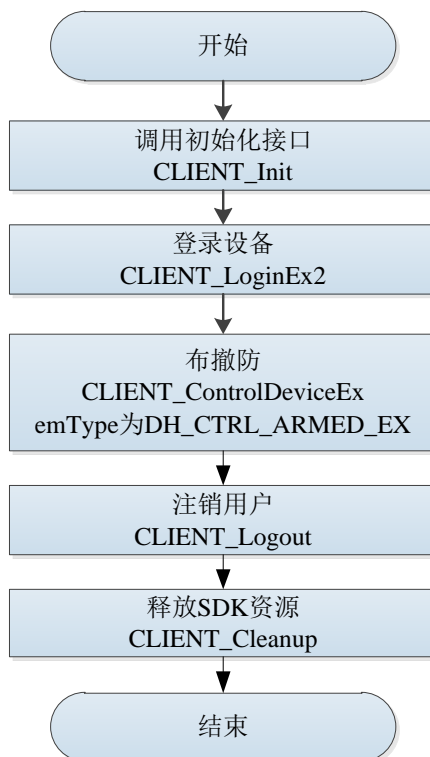 开始
调用初始化接口
CLIENT_Init
登录设备
CLIENT_LoginEx2
布撤防
CLIENT_ControlDeviceEx
emType为DH_CTRL_ARMED_EX
注销用户
CLIENT_Logout
释放SDK资源
CLIENT_Cleanup
结束